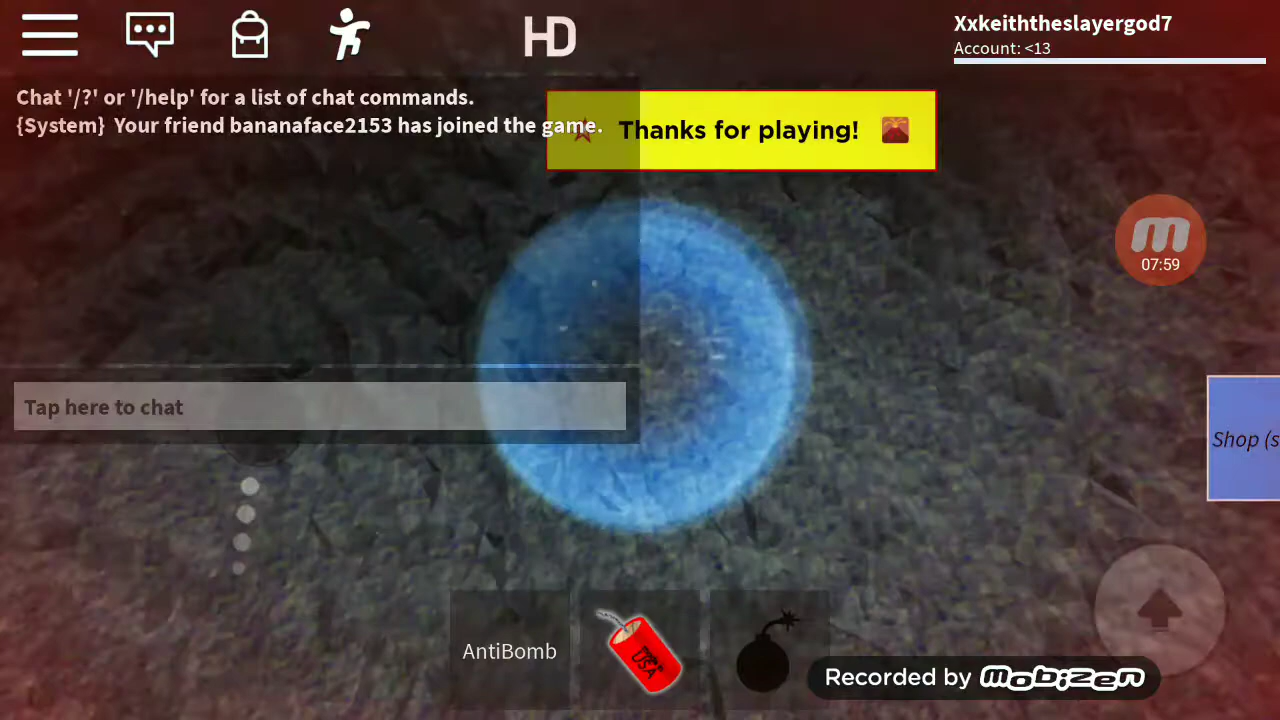 HD
Xxkeiththeslayergod7
Account: <13
Chat '/?' or '/help' for a list of chat commands.
{System} Your friend bananaface2153 has joined the game.
Thanks for playing!
07:59
Tap here to chat
Shop (s
AntiBomb
USA
Recorded by mobizen